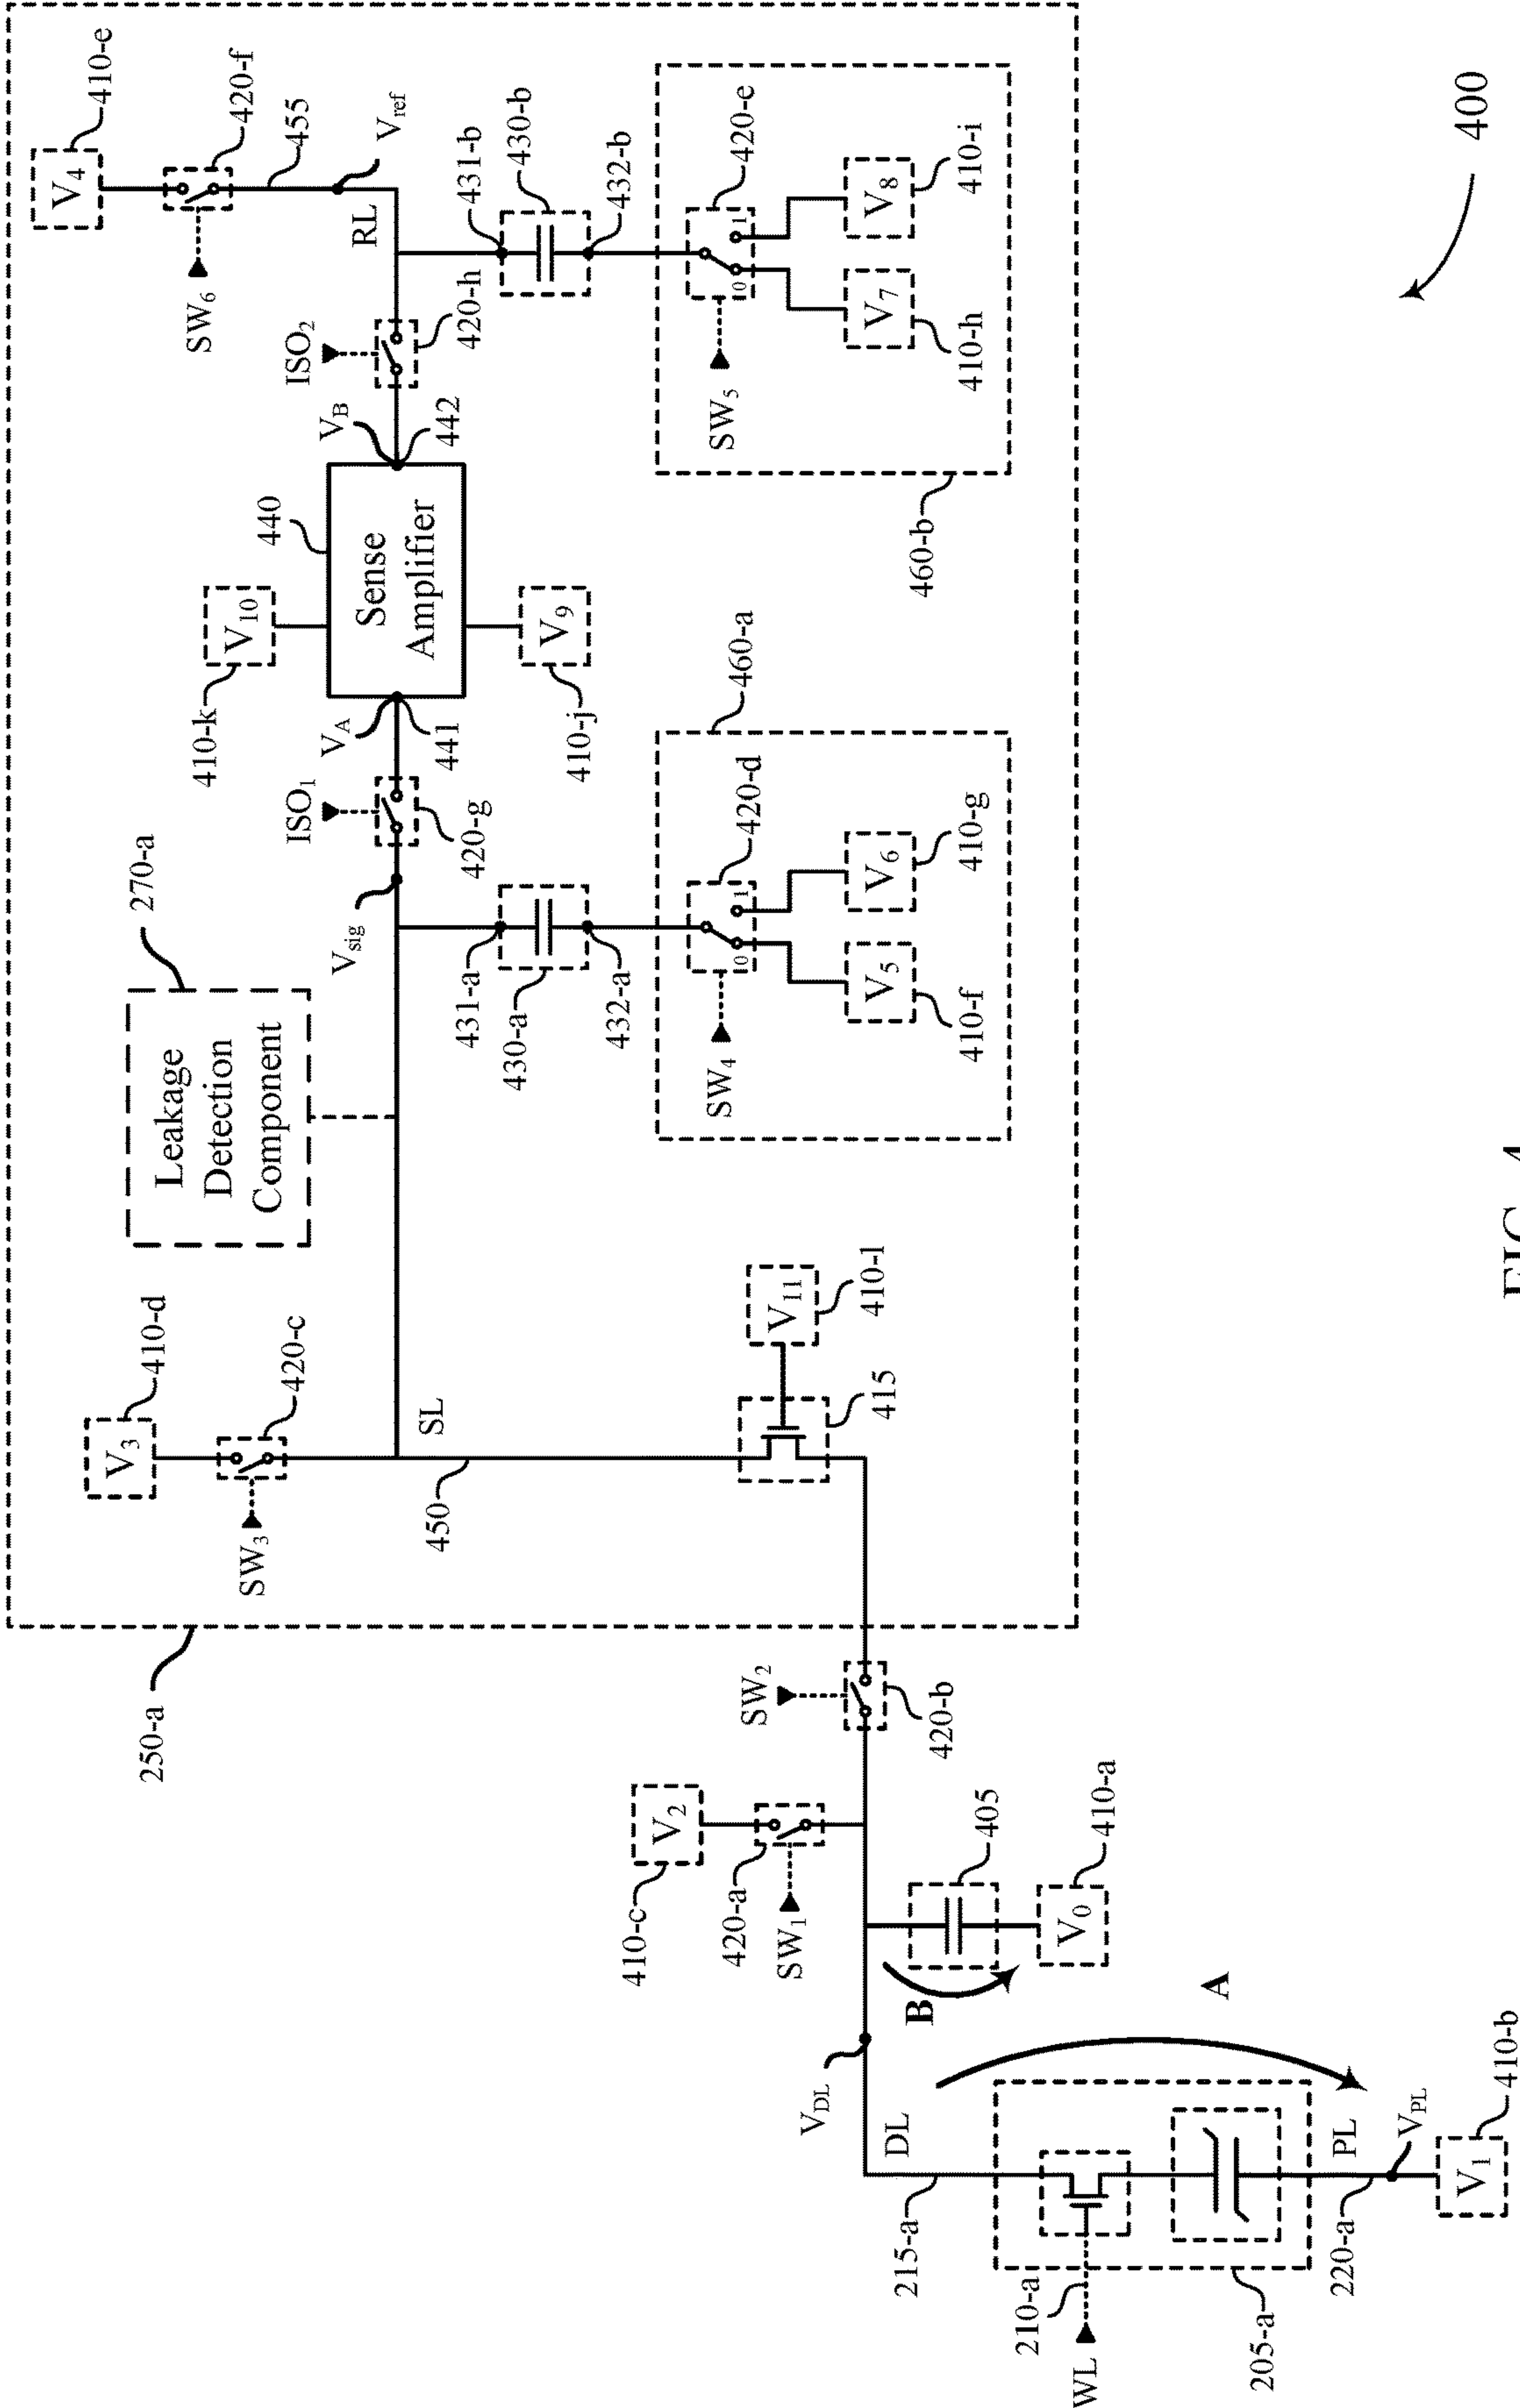 250-a
V₃
410-d
420-c
SW₃
SL
450
V₁₁
410-l
415
Leakage
Detection
Component
270-a
V_sig
431-a
430-a
432-a
SW₄
420-d
0
1
V₅
410-f
V₆
410-g
460-a
ISO₁
420-g
V_A
441
V₁₀
410-k
V₉
410-j
Sense
Amplifier
440
V_B
442
ISO₂
420-h
V₄
410-e
420-f
SW₆
455
V_ref
RL
431-b
430-b
432-b
SW₅
420-e
0
1
V₇
410-h
V₈
410-i
460-b
SW₂
420-b
V₂
410-c
420-a
SW₁
405
V₀
410-a
B
A
V_DL
DL
215-a
WL
210-a
205-a
PL
220-a
V_PL
V₁
410-b
400